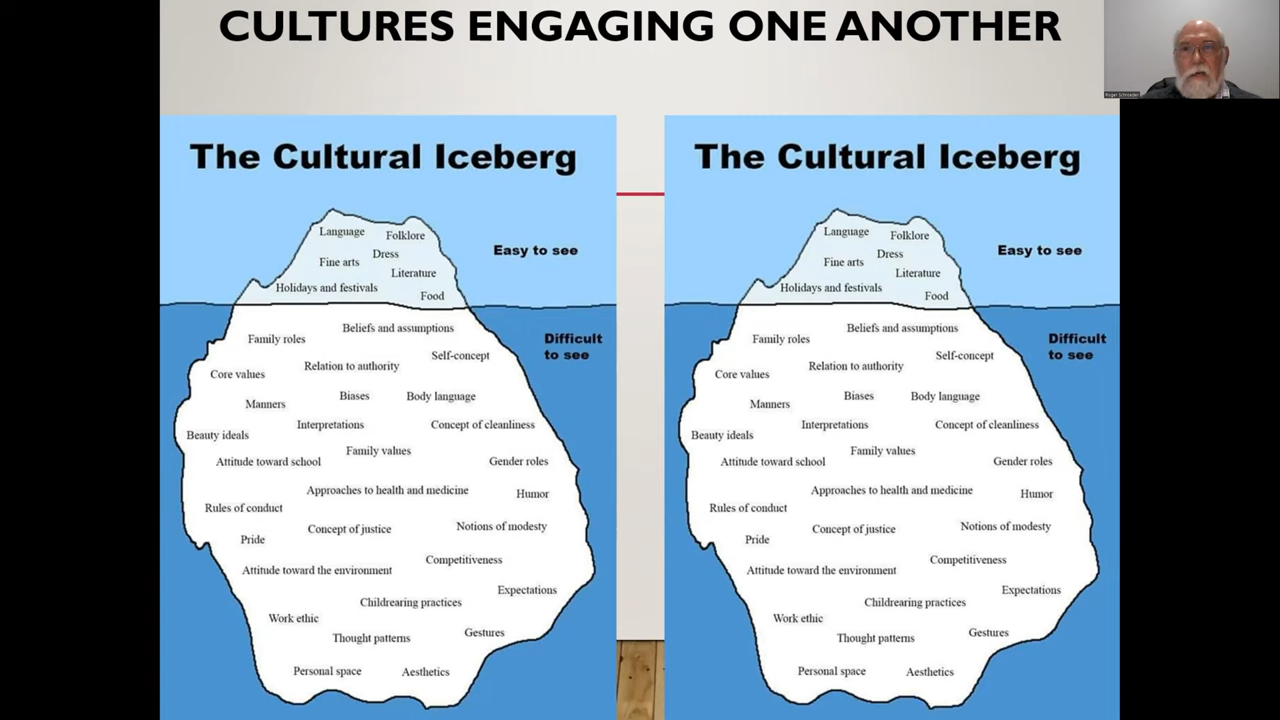 CULTURES ENGAGING ONE ANOTHER
Roger Schroeder
The Cultural Iceberg
Language
Folklore
Dress
Easy to see
Fine arts
Literature
Holidays and festivals
Food
Beliefs and assumptions
Family roles
Difficult
to see
Self-concept
Relation to authority
Core values
Biases
Body language
Manners
Interpretations
Concept of cleanliness
Beauty ideals
Family values
Attitude toward school
Gender roles
Approaches to health and medicine
Humor
Rules of conduct
Concept of justice
Notions of modesty
Pride
Competitiveness
Attitude toward the environment
Expectations
Childrearing practices
Work ethic
Thought patterns
Gestures
Personal space
Aesthetics
The Cultural Iceberg
Language
Folklore
Dress
Easy to see
Fine arts
Literature
Holidays and festivals
Food
Beliefs and assumptions
Family roles
Difficult
to see
Self-concept
Relation to authority
Core values
Biases
Body language
Manners
Interpretations
Concept of cleanliness
Beauty ideals
Family values
Attitude toward school
Gender roles
Approaches to health and medicine
Humor
Rules of conduct
Concept of justice
Notions of modesty
Pride
Competitiveness
Attitude toward the environment
Expectations
Childrearing practices
Work ethic
Thought patterns
Gestures
Personal space
Aesthetics